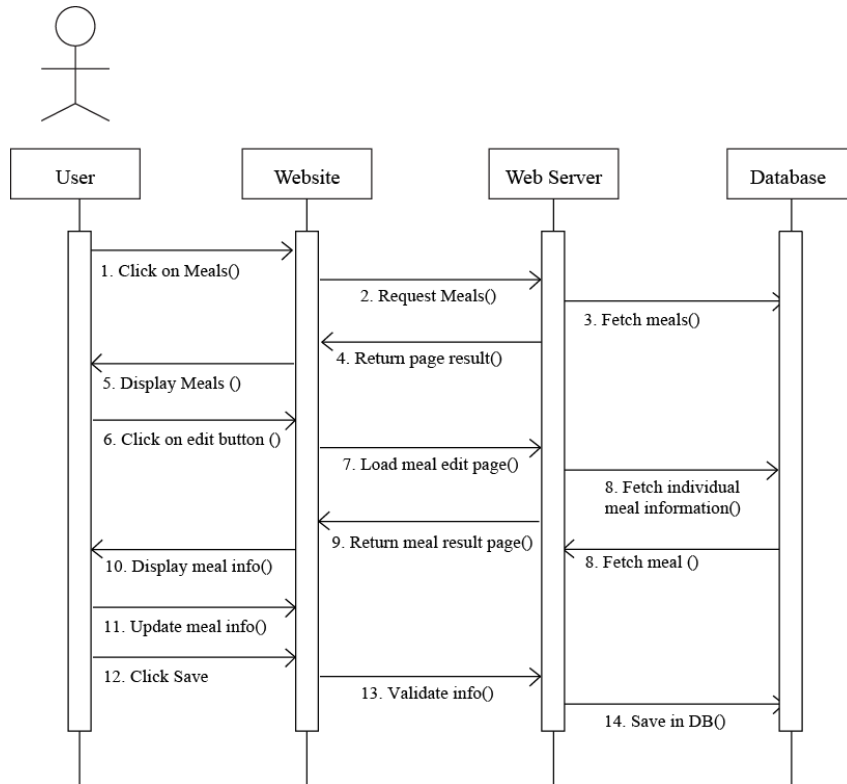 User
Website
Web Server
Database
1. Click on Meals()
2. Request Meals()
3. Fetch meals()
4. Return page result()
5. Display Meals ()
6. Click on edit button ()
7. Load meal edit page()
8. Fetch individual
meal information()
9. Return meal result page()
8. Fetch meal ()
10. Display meal info()
11. Update meal info()
12. Click Save
13. Validate info()
14. Save in DB()